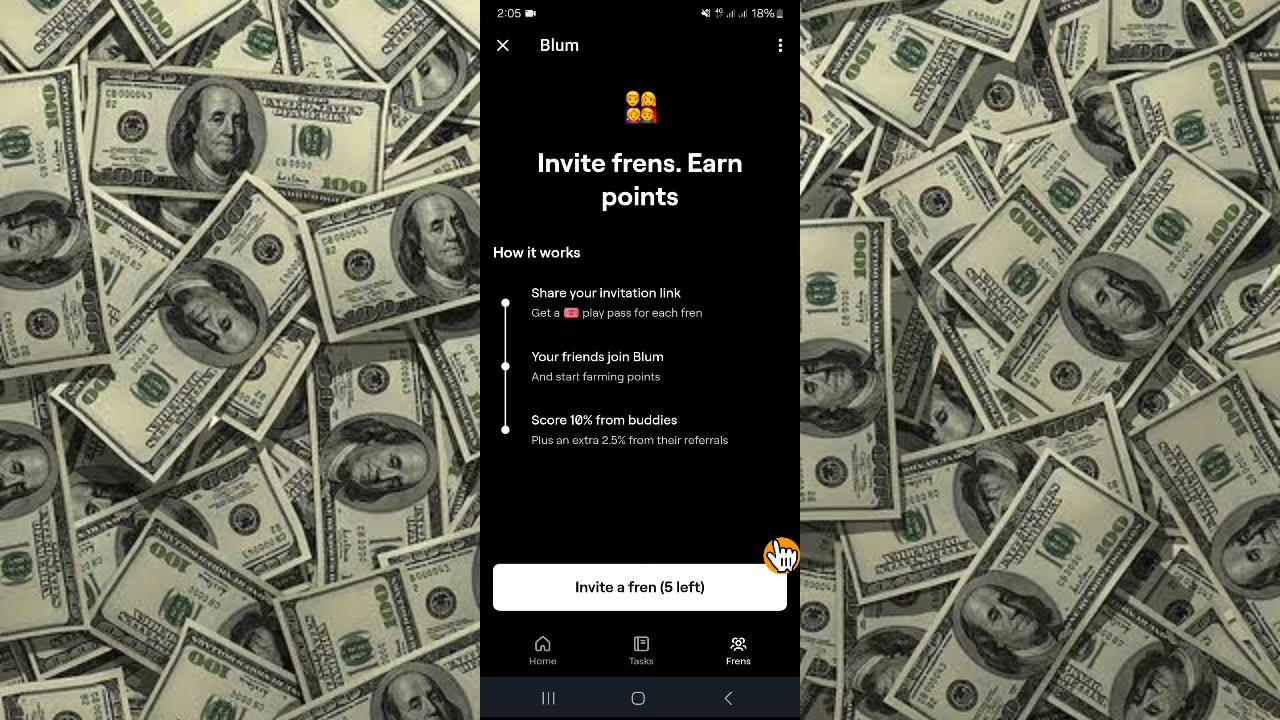 2:05
4G
18%
Blum
Invite frens. Earn
points
How it works
Share your invitation link
Get a play pass for each fren
Your friends join Blum
And start farming points
Score 10% from buddies
Plus an extra 2.5% from their referrals
Invite a fren (5 left)
Home
Tasks
Frens